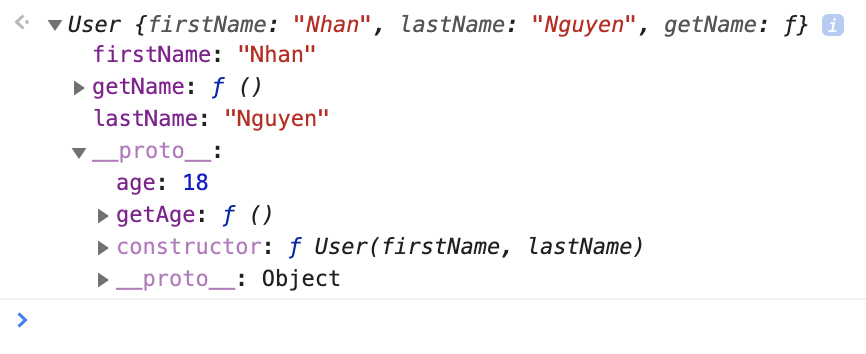 User {firstName: "Nhan", lastName: "Nguyen", getName: ƒ} i
firstName: "Nhan"
getName: ƒ ()
lastName: "Nguyen"
__proto__:
age: 18
getAge: ƒ ()
constructor: ƒ User(firstName, lastName)
__proto__: Object